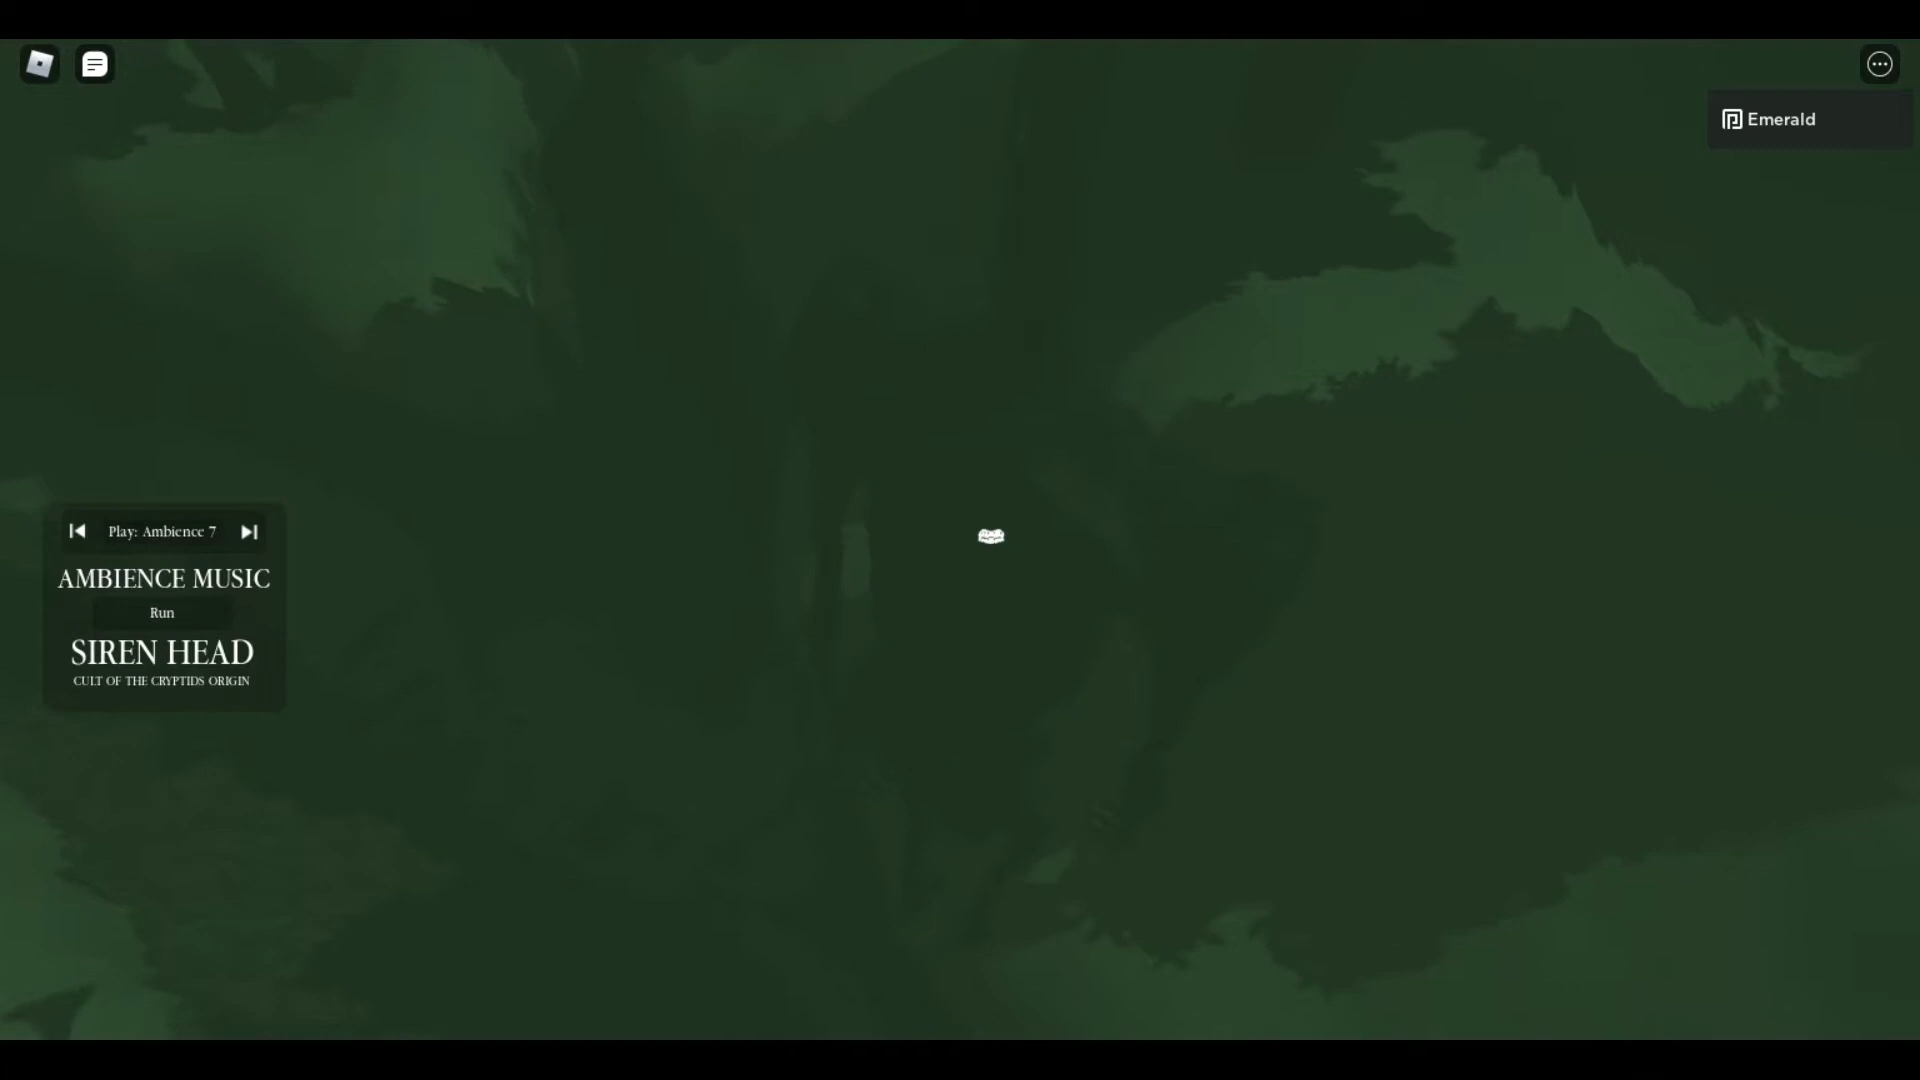 Emerald
Play: Ambience 7
AMBIENCE MUSIC
Run
SIREN HEAD
CULT OF THE CRYPTIDS ORIGIN